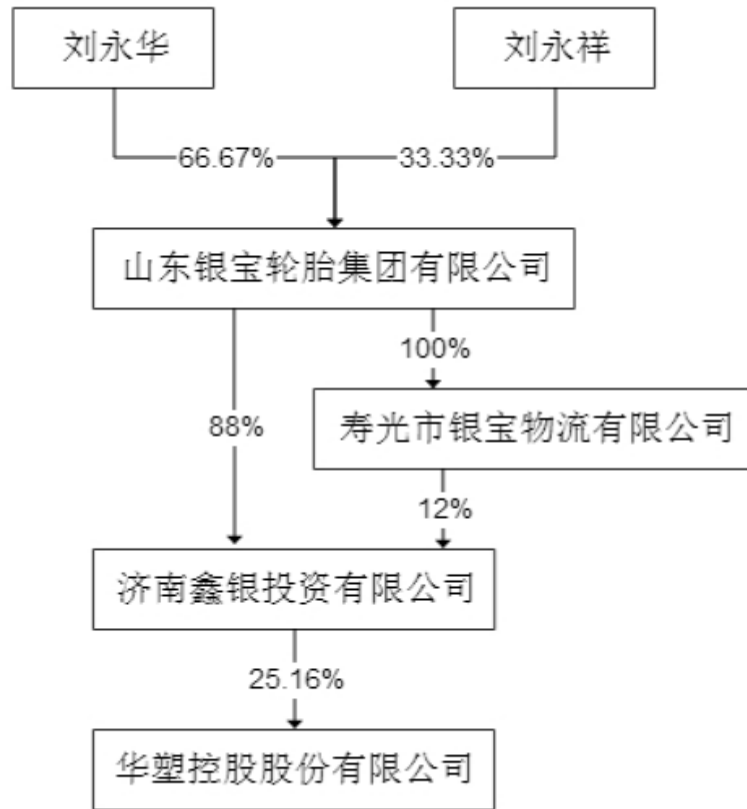 刘永华
刘永祥
66.67%
33.33%
山东银宝轮胎集团有限公司
100%
寿光市银宝物流有限公司
88%
12%
济南鑫银投资有限公司
25.16%
华塑控股股份有限公司